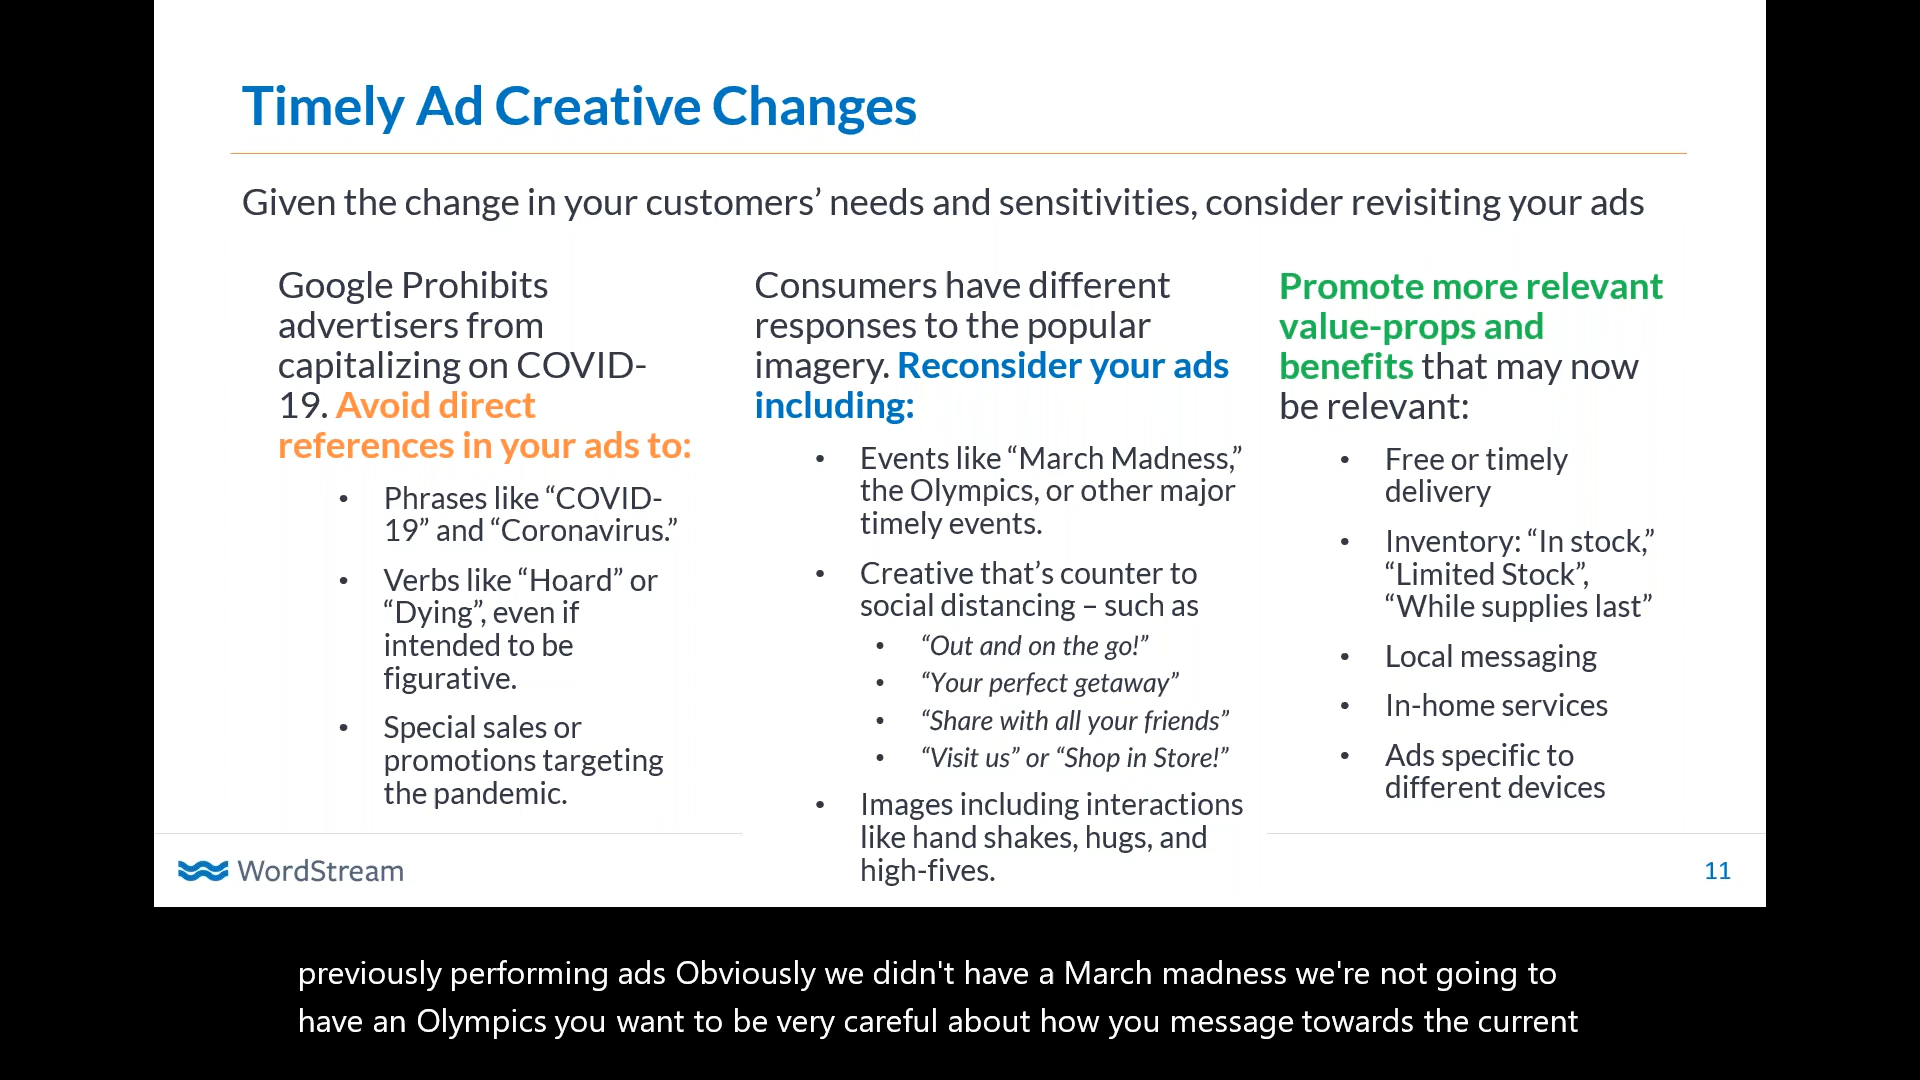 Timely Ad Creative Changes
Given the change in your customers’ needs and sensitivities, consider revisiting your ads
Google Prohibits
advertisers from
capitalizing on COVID-
19. Avoid direct
references in your ads to:
• Phrases like “COVID-
19” and “Coronavirus.”
• Verbs like “Hoard” or
“Dying”, even if
intended to be
figurative.
• Special sales or
promotions targeting
the pandemic.
Consumers have different
responses to the popular
imagery. Reconsider your ads
including:
• Events like “March Madness,”
the Olympics, or other major
timely events.
• Creative that’s counter to
social distancing – such as
• “Out and on the go!”
• “Your perfect getaway”
• “Share with all your friends”
• “Visit us” or “Shop in Store!”
• Images including interactions
like hand shakes, hugs, and
high-fives.
Promote more relevant
value-props and
benefits that may now
be relevant:
• Free or timely
delivery
• Inventory: “In stock,”
“Limited Stock”,
“While supplies last”
• Local messaging
• In-home services
• Ads specific to
different devices
WordStream
11
previously performing ads Obviously we didn't have a March madness we're not going to
have an Olympics you want to be very careful about how you message towards the current